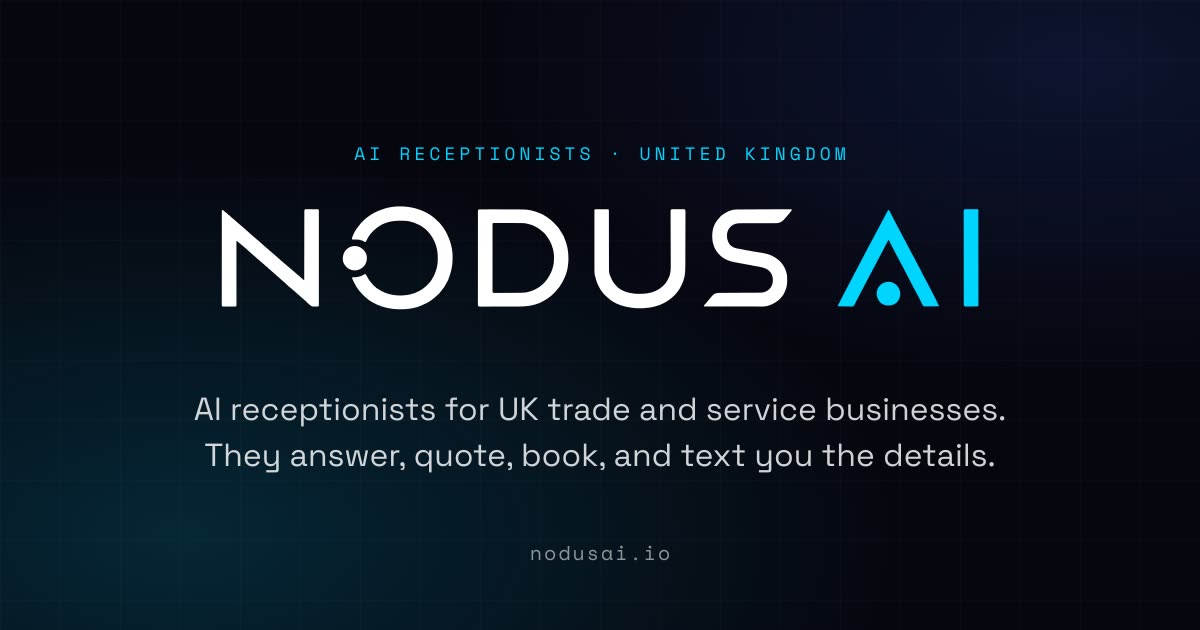 AI RECEPTIONISTS · UNITED KINGDOM
NODUS AI
AI receptionists for UK trade and service businesses.
They answer, quote, book, and text you the details.
nodusai.io